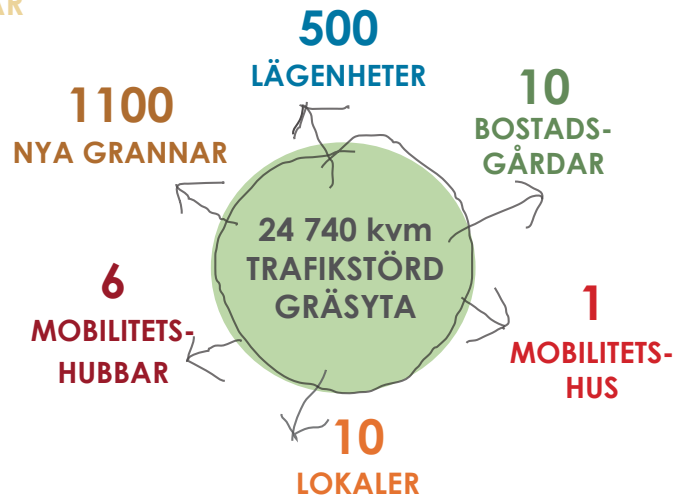 ÄR
500
LÄGENHETER
1100
NYA GRANNAR
10
BOSTADS-
GÅRDAR
24 740 kvm
TRAFIKSTÖRD
GRÄSYTA
6
MOBILITETS-
HUBBAR
1
MOBILITETS-
HUS
10
LOKALER